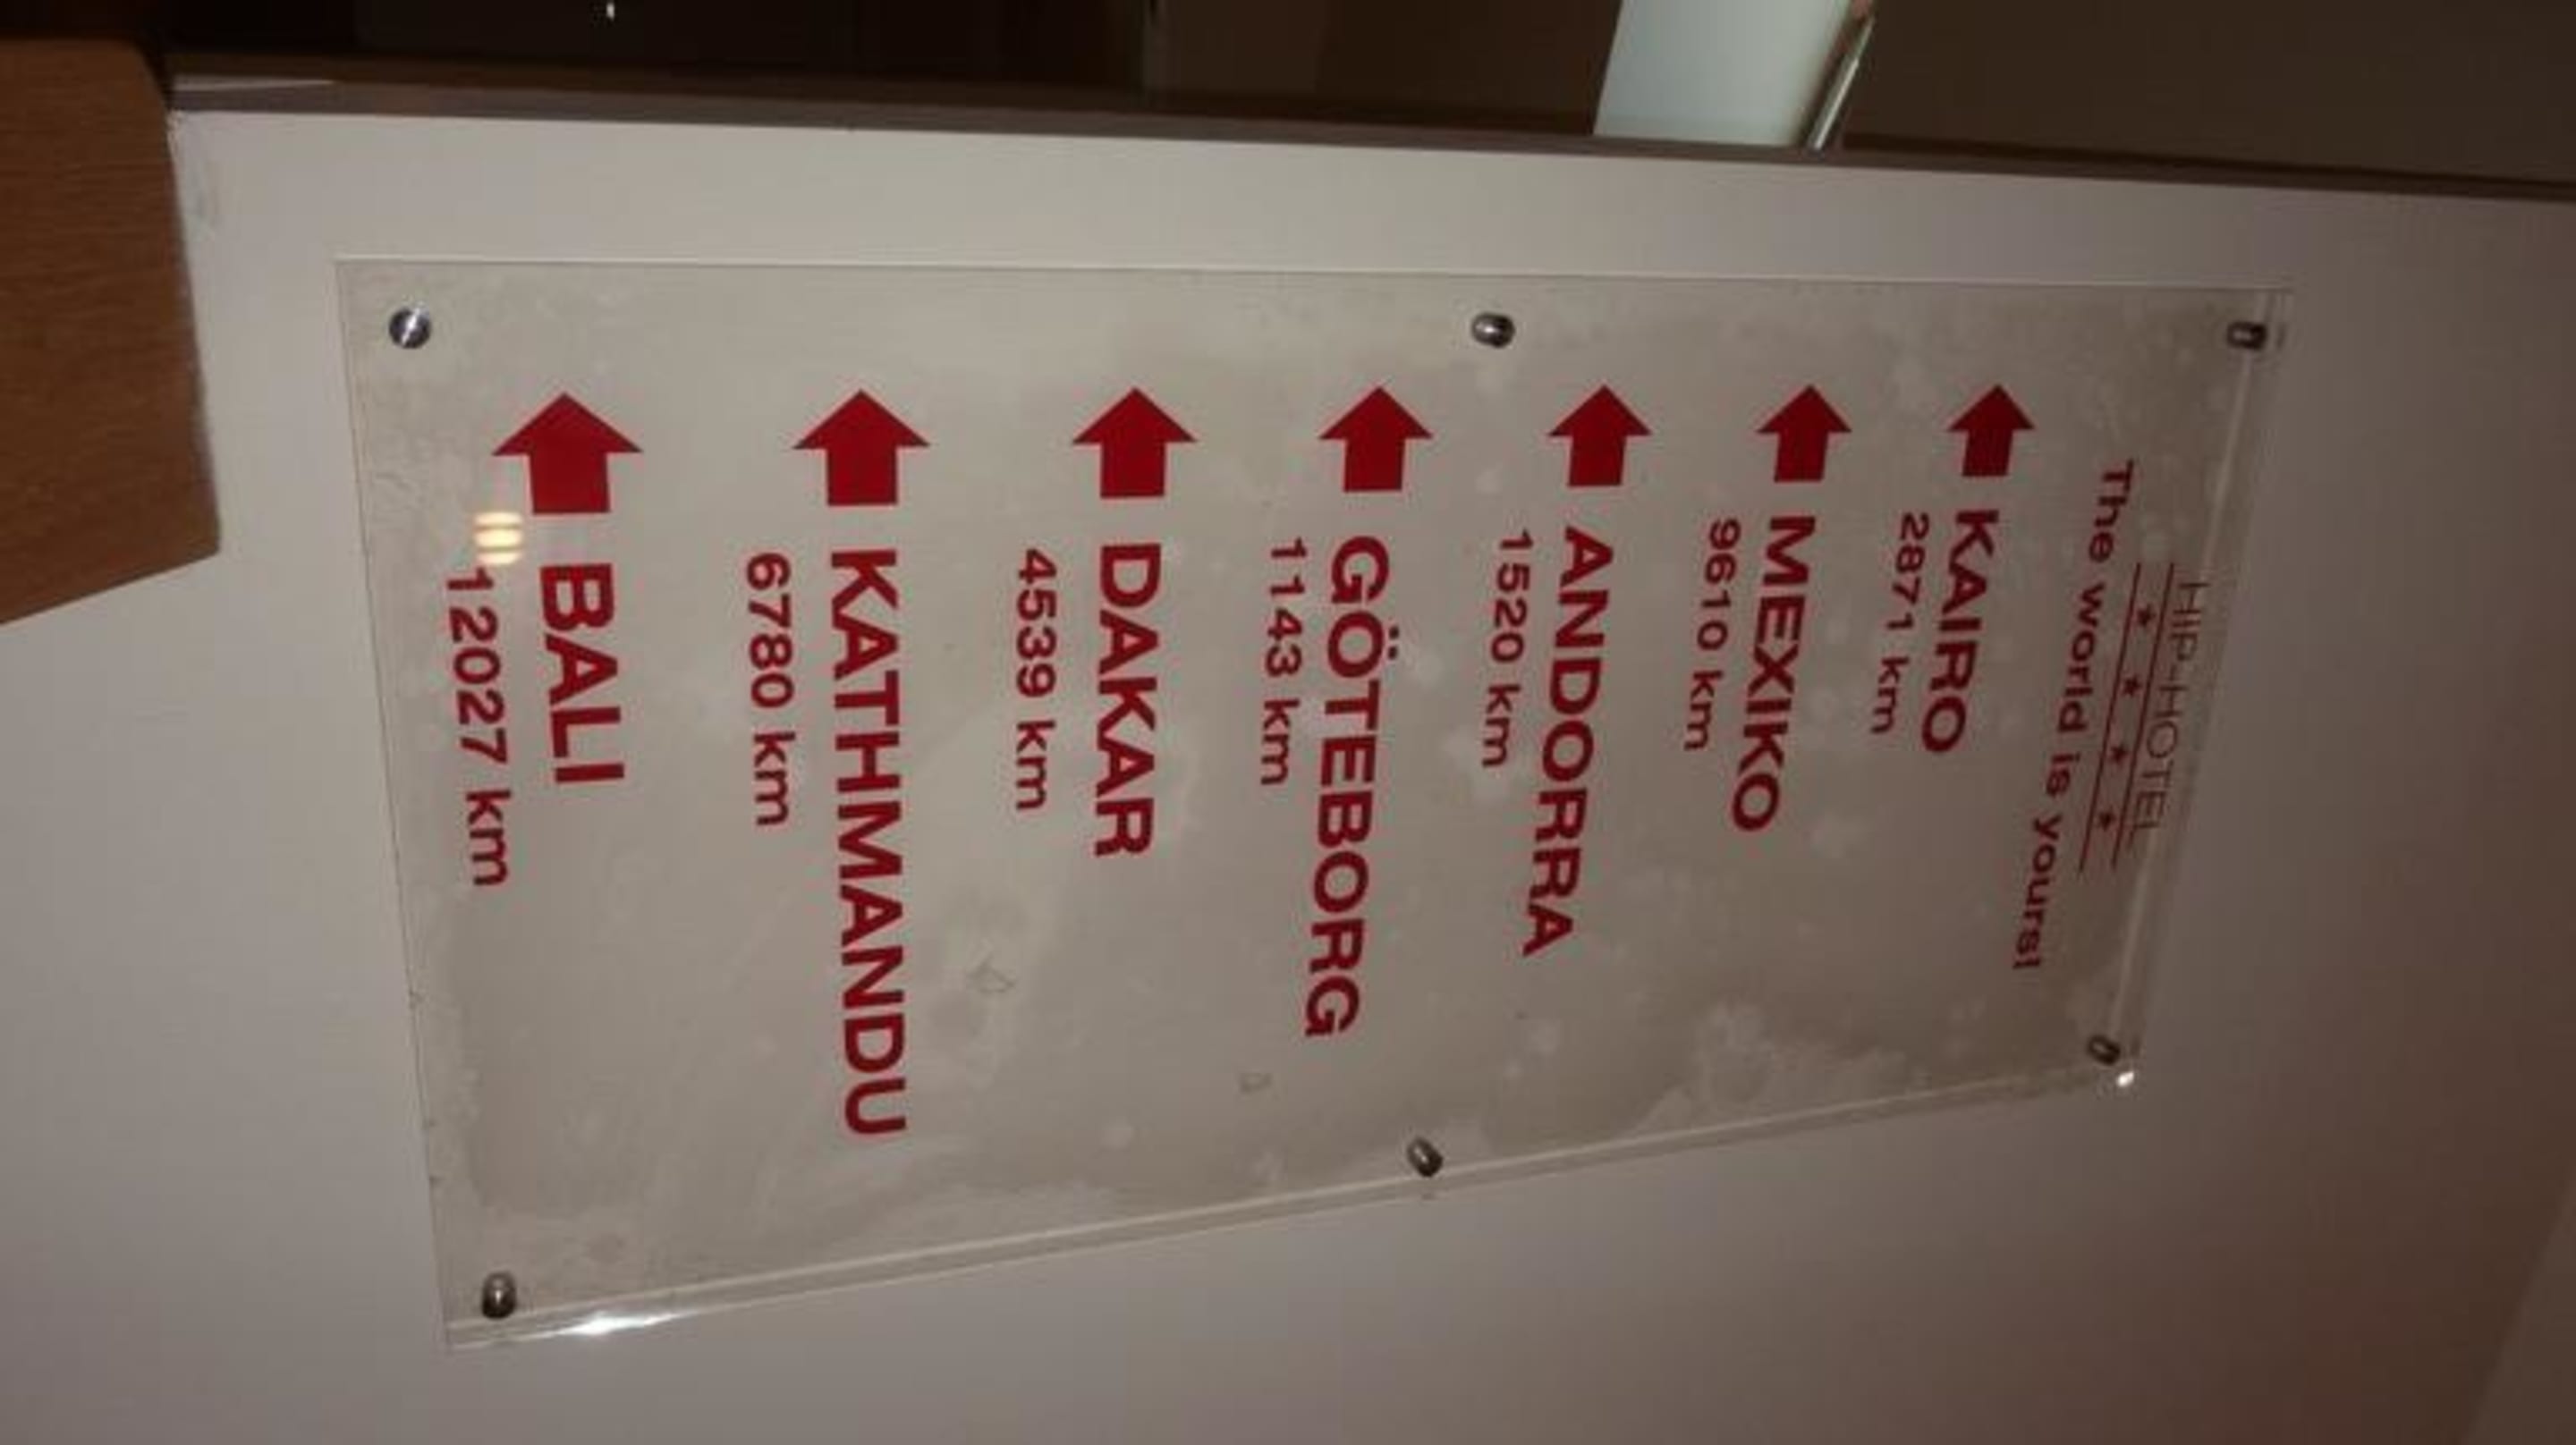 HIP-HOTEL
★ ★ ★ ★
The world is yours!
KAIRO
2871 km
MEXIKO
9610 km
ANDORRA
1520 km
GÖTEBORG
1143 km
DAKAR
4539 km
KATHMANDU
6780 km
BALI
12027 km